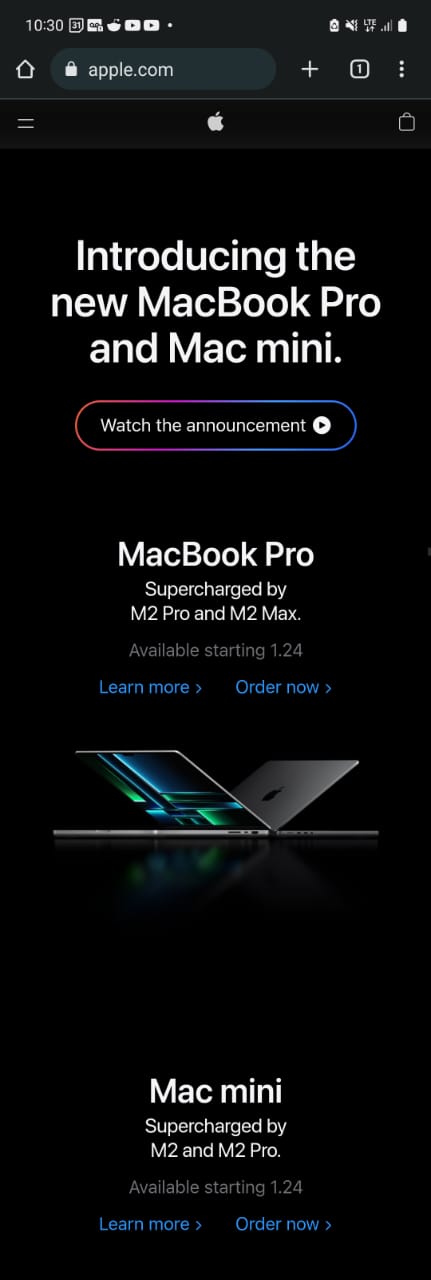 10:30
31
LTE
apple.com
1
Introducing the
new MacBook Pro
and Mac mini.
Watch the announcement
MacBook Pro
Supercharged by
M2 Pro and M2 Max.
Available starting 1.24
Learn more >
Order now >
Mac mini
Supercharged by
M2 and M2 Pro.
Available starting 1.24
Learn more >
Order now >